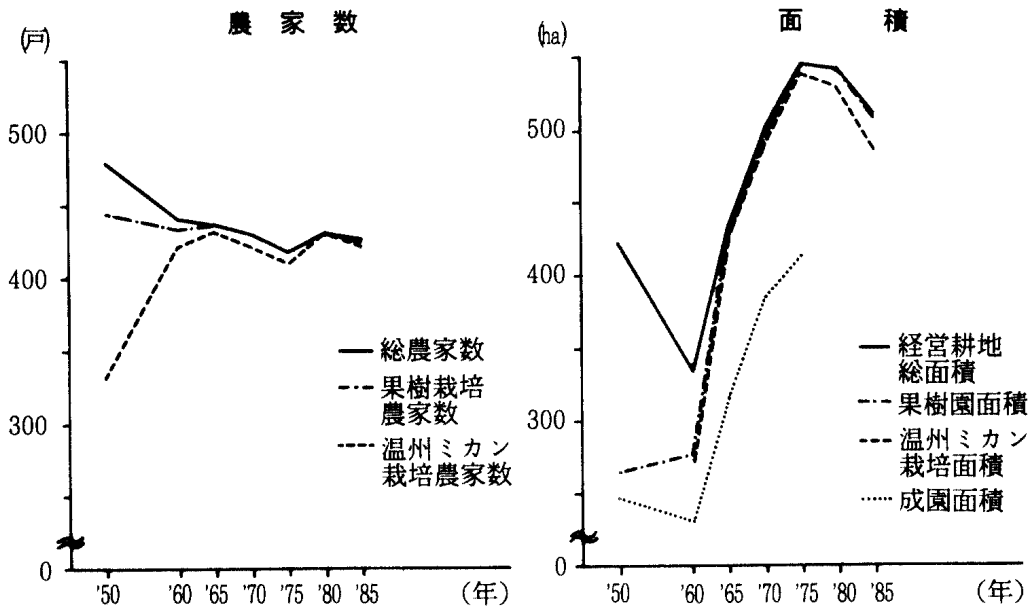 農家数
(戸)
500
400
300
0
総農家数
果樹栽培
農家数
温州ミカン
栽培農家数
'50 '60 '65 '70 '75 '80 '85 (年)
面積
(ha)
500
400
300
0
経営耕地
総面積
果樹園面積
温州ミカン
栽培面積
成園面積
'50 '60 '65 '70 '75 '80 '85 (年)